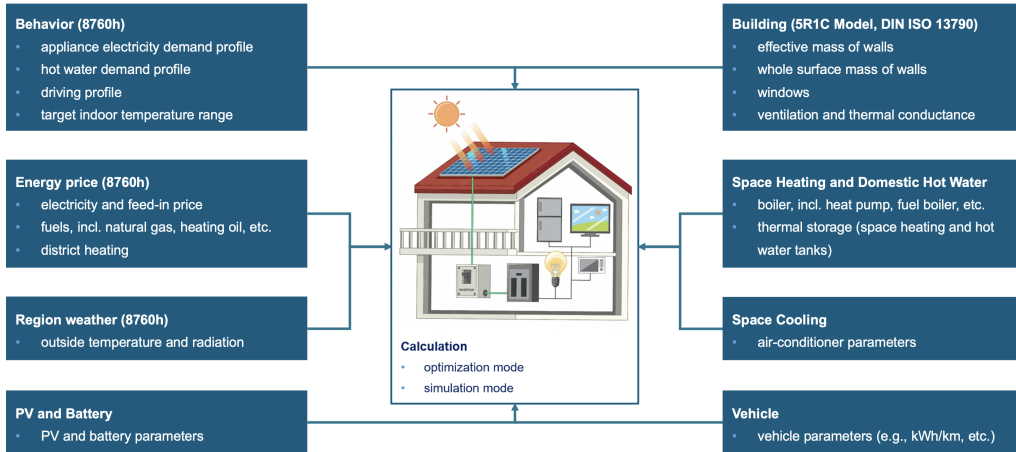 Behavior (8760h)
• appliance electricity demand profile
• hot water demand profile
• driving profile
• target indoor temperature range
Energy price (8760h)
• electricity and feed-in price
• fuels, incl. natural gas, heating oil, etc.
• district heating
Region weather (8760h)
• outside temperature and radiation
PV and Battery
• PV and battery parameters
Calculation
• optimization mode
• simulation mode
Building (5R1C Model, DIN ISO 13790)
• effective mass of walls
• whole surface mass of walls
• windows
• ventilation and thermal conductance
Space Heating and Domestic Hot Water
• boiler, incl. heat pump, fuel boiler, etc.
• thermal storage (space heating and hot
water tanks)
Space Cooling
• air-conditioner parameters
Vehicle
• vehicle parameters (e.g., kWh/km, etc.)